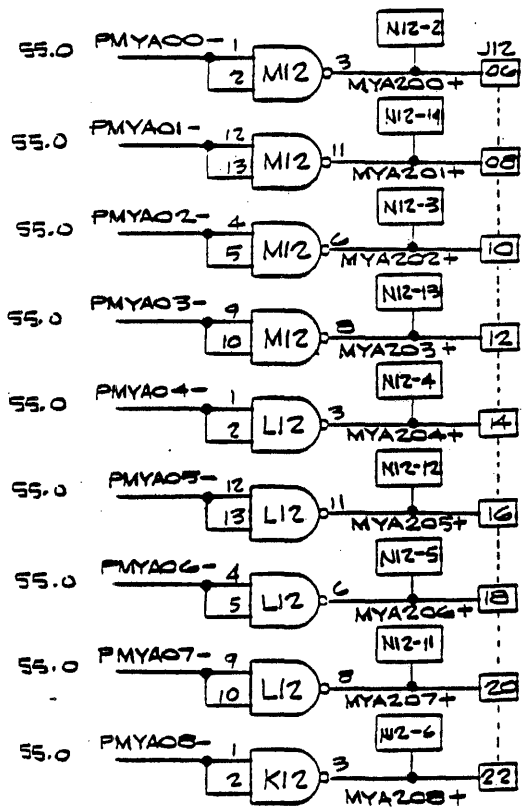 N12-2
55.0 PMYA00- 1 3 J12
2 M12 MYA200+ 06
N12-14
55.0 PMYA01- 12 11
13 M12 MYA201+ 08
N12-3
55.0 PMYA02- 4 6
5 M12 MYA202+ 10
N12-13
55.0 PMYA03- 9 8
10 M12 MYA203+ 12
N12-4
55.0 PMYA04- 1 3
2 L12 MYA204+ 14
N12-12
55.0 PMYA05- 12 11
13 L12 MYA205+ 16
N12-5
55.0 PMYA06- 4 6
5 L12 MYA206+ 18
N12-11
55.0 PMYA07- 9 8
10 L12 MYA207+ 20
N12-6
55.0 PMYA08- 1 3
2 K12 MYA208+ 22